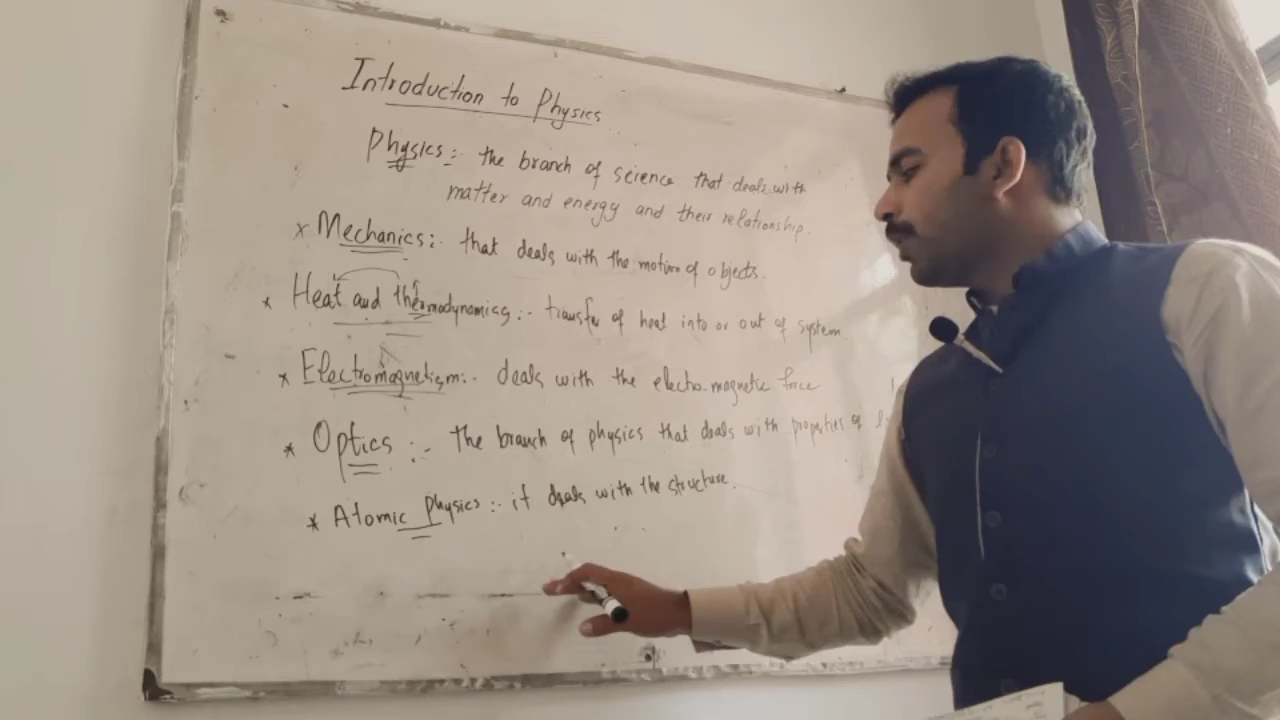 Introduction to Physics
Physics:- the branch of science that deals with
matter and energy and their relationship.
x Mechanics:- that deals with the motion of objects.
* Heat and thermodynamics:- transfer of heat into or out of system
* Electromagnetism:- deals with the electro-magnetic force
* Optics:- the branch of physics that deals with properties of
* Atomic physics:- it deals with the structure.